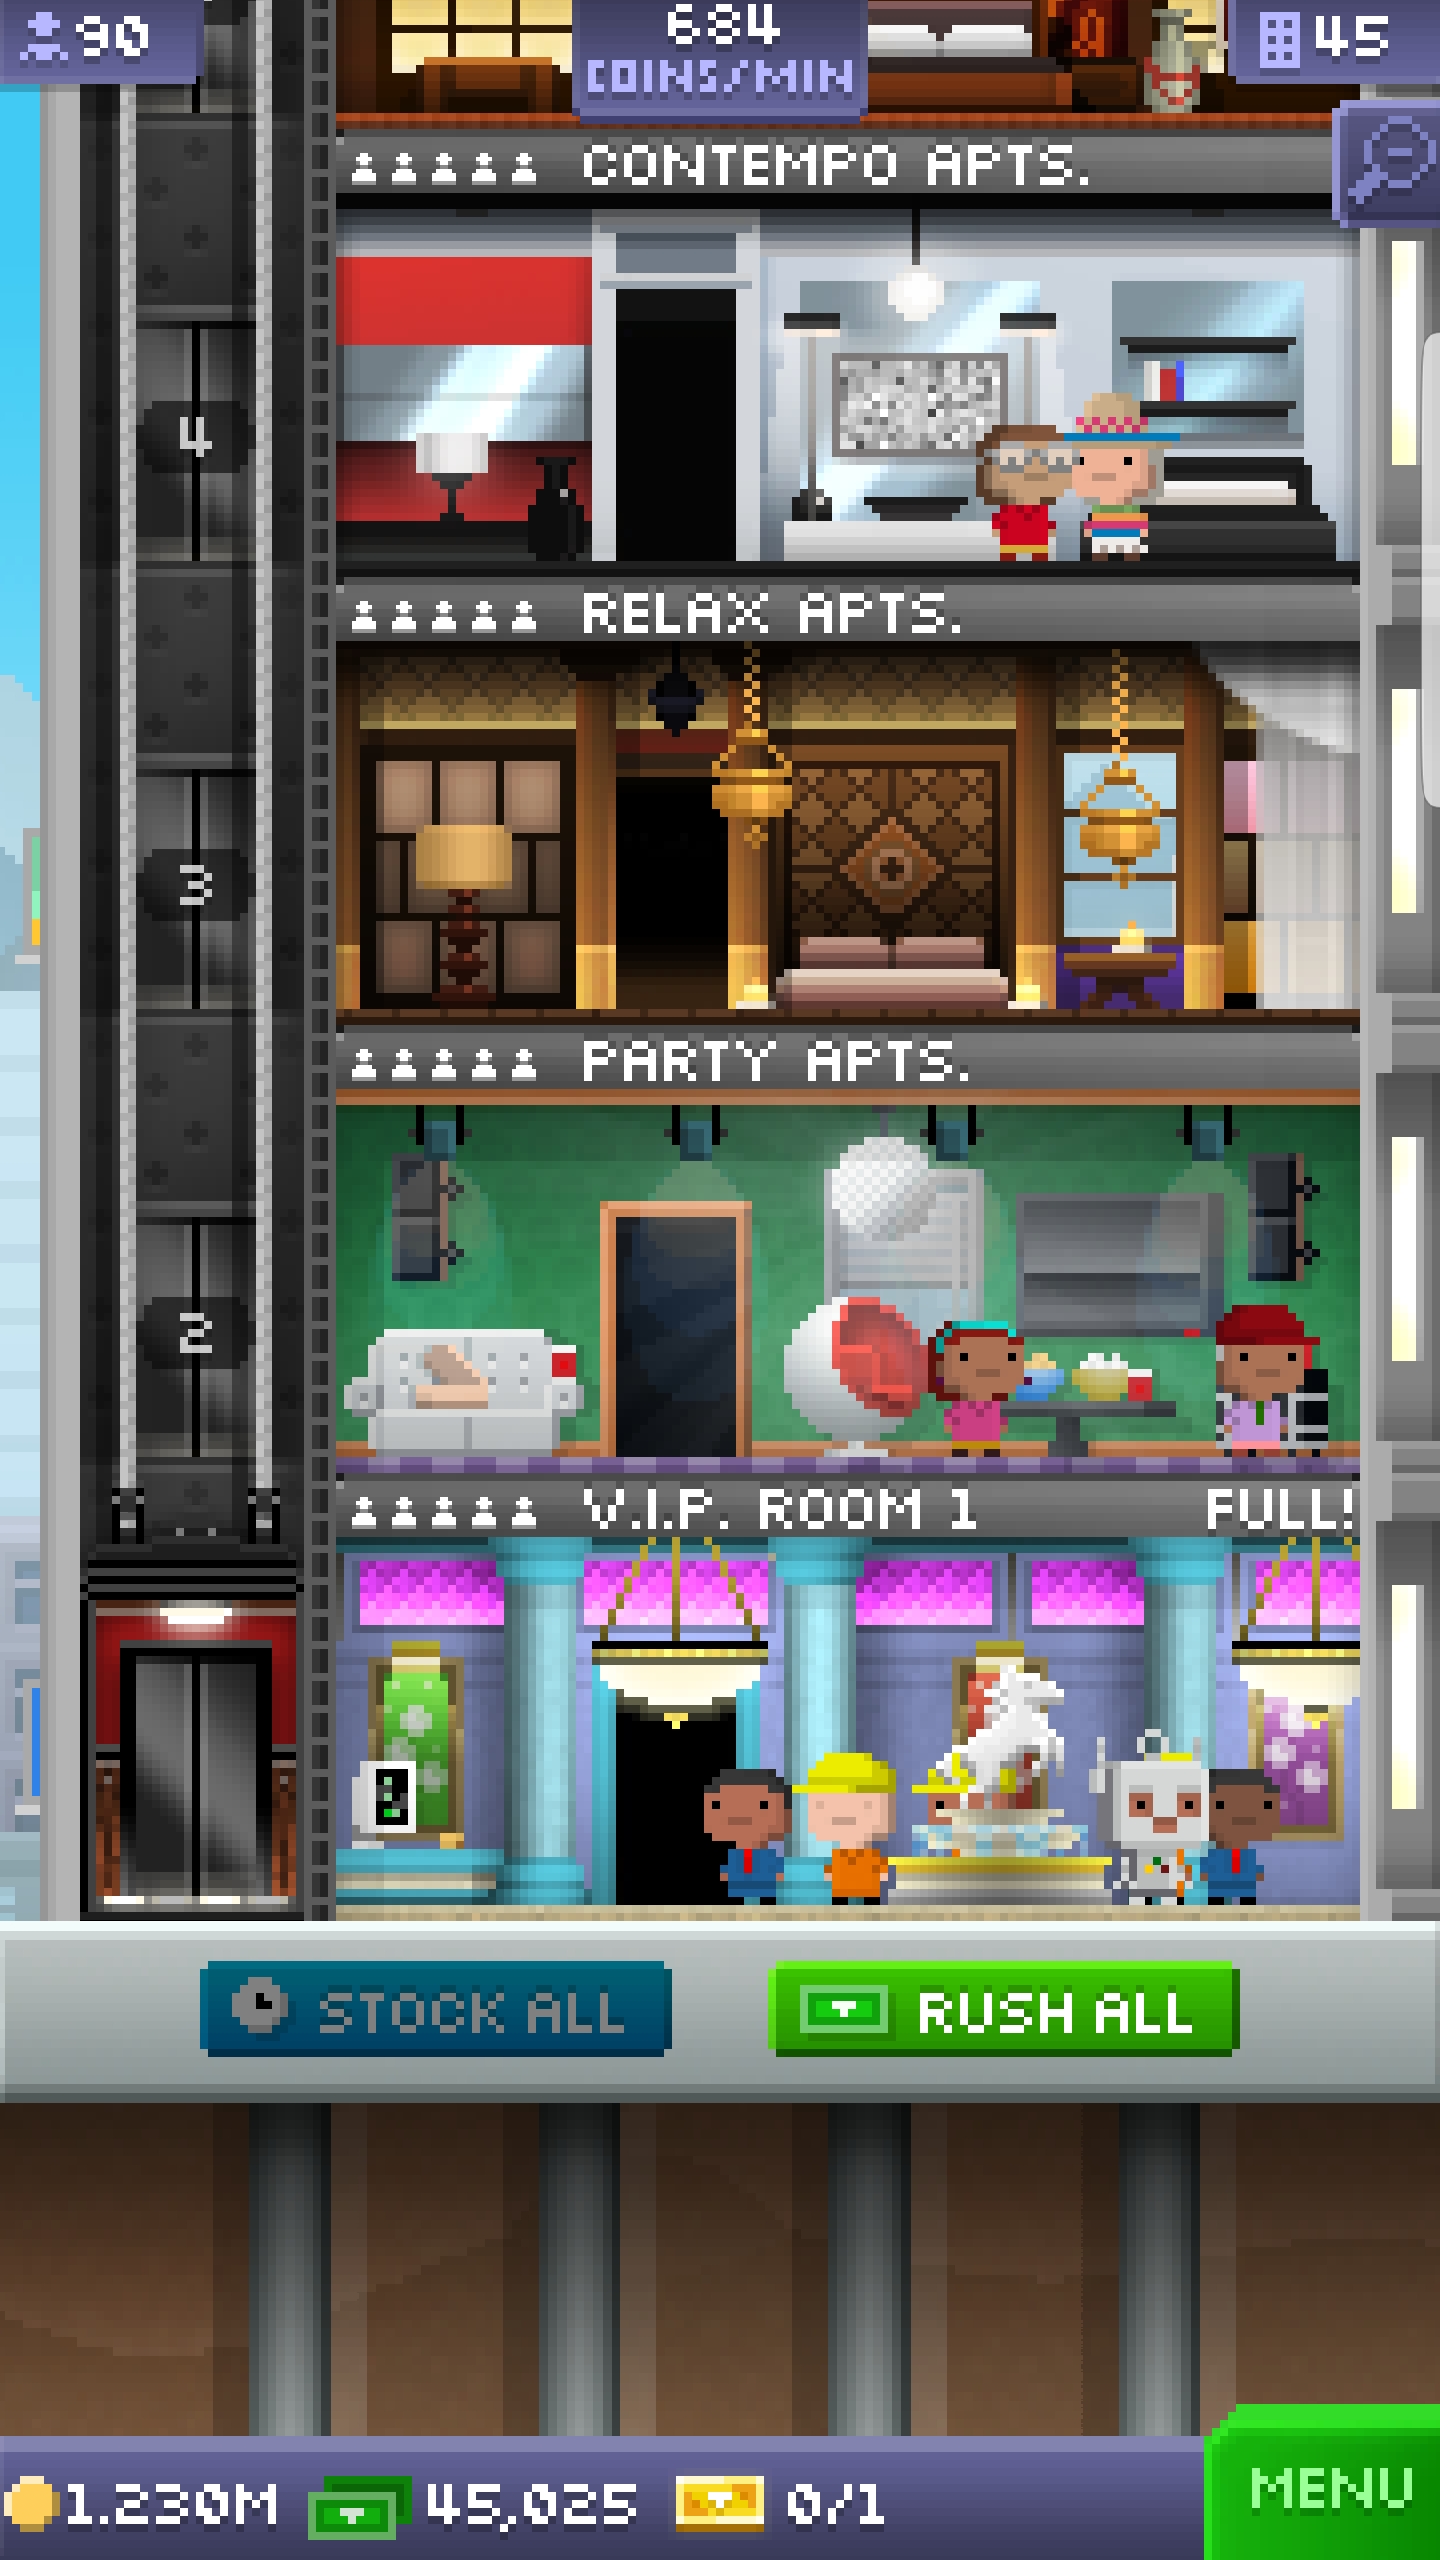 90
684
COINS/MIN
45
CONTEMPO APTS.
4
RELAX APTS.
3
PARTY APTS.
2
V.I.P. ROOM 1 FULL!
STOCK ALL
RUSH ALL
1.230M
45,025
0/1
MENU